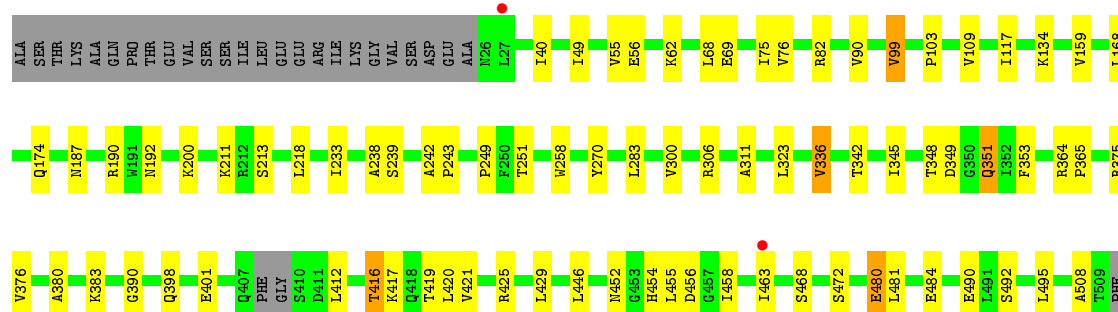 ALA SER THR LYS ALA GLN PRO THR GLU VAL SER SER ILE LEU GLU GLU ARG ILE LYS GLY VAL SER ASP GLU ALA N26 L27 I40 I49 V55 E56 K62 L68 E69 I75 V76 R82 V90 V99 P103 V109 I117 K134 V159 L168
Q174 N187 R190 W191 N192 K200 K211 R212 S213 L218 I233 A238 S239 A242 P243 P249 F250 T251 W258 Y270 L283 V300 R306 A311 L323 V336 T342 I345 T348 D349 G350 Q351 I352 F353 R364 P365 R375
V376 A380 K383 G390 Q398 E401 Q407 PHE GLY S410 D411 L412 T416 K417 Q418 T419 L420 V421 R425 L429 L446 N452 G453 H454 L455 D456 G457 I458 I463 S468 S472 E480 L481 E484 E490 L491 S492 L495 A508 T509 PHE